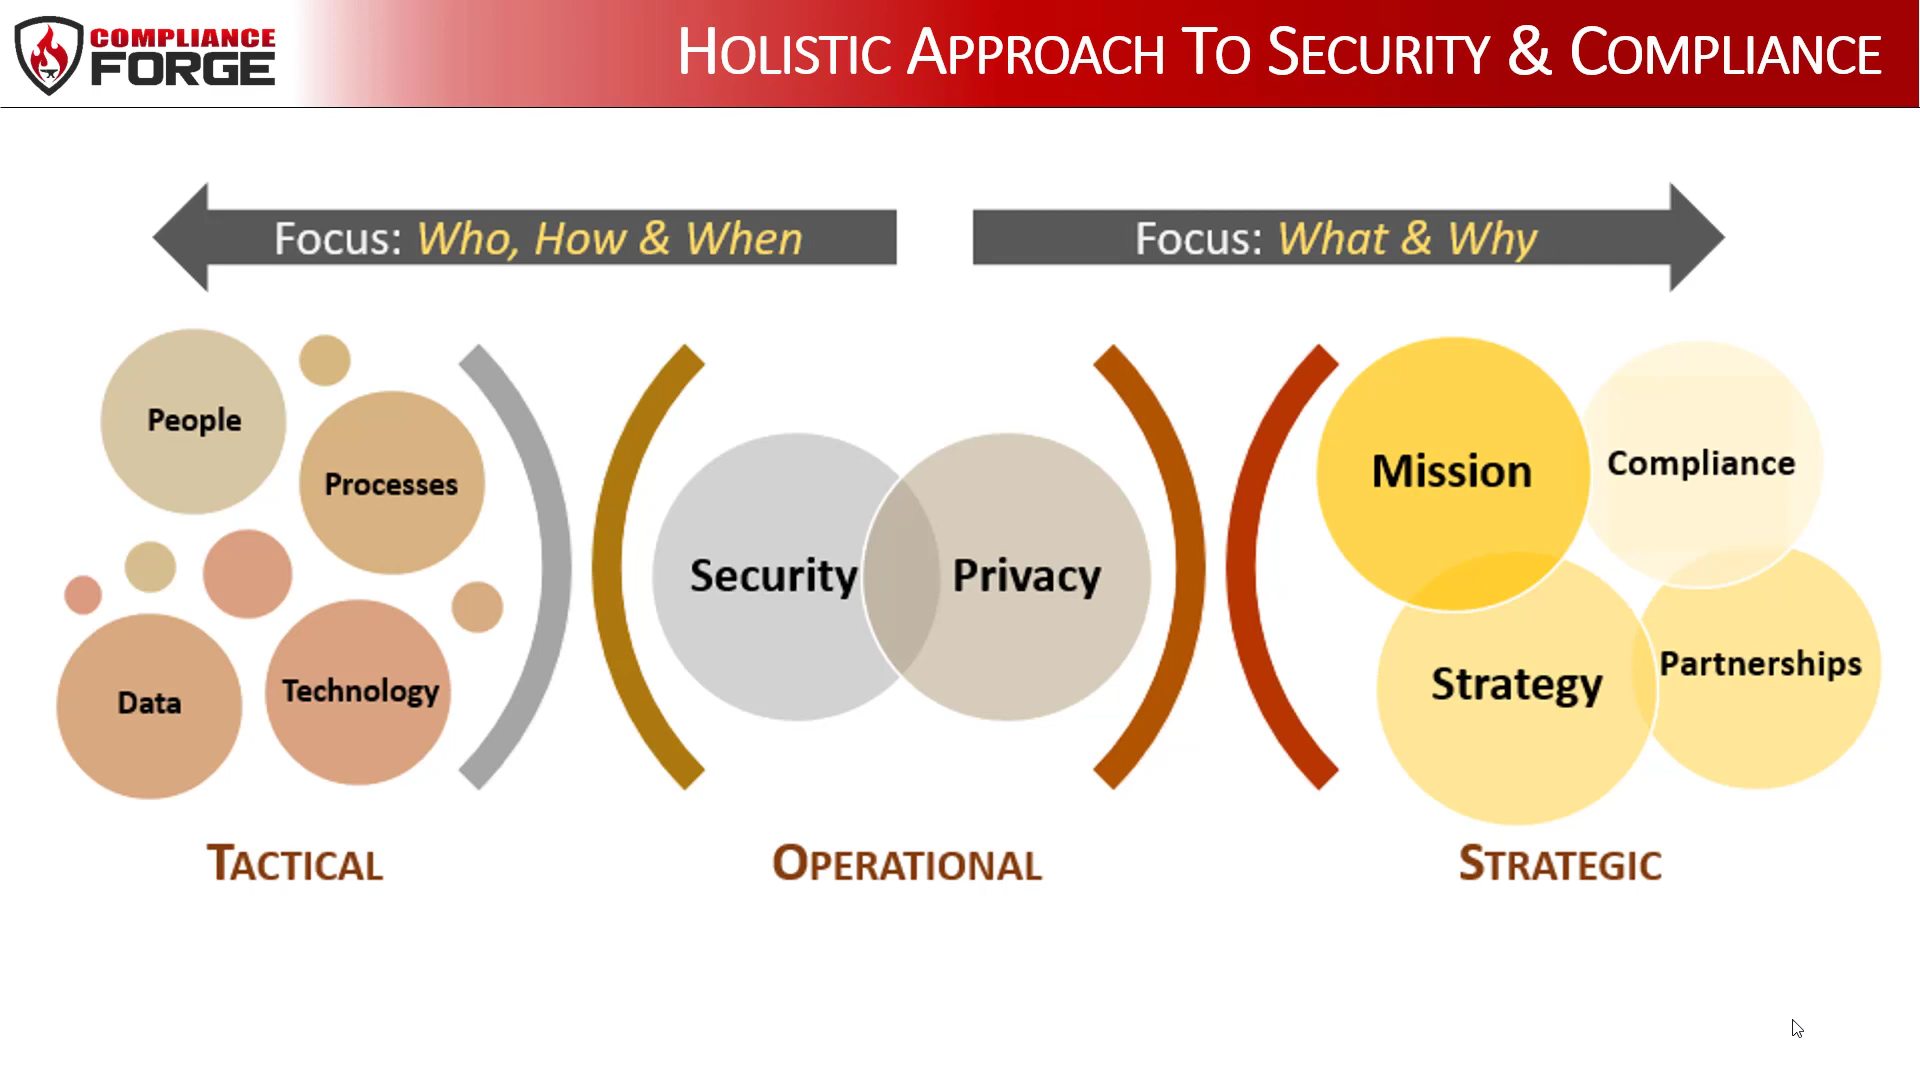 COMPLIANCE
FORGE
HOLISTIC APPROACH TO SECURITY & COMPLIANCE
Focus: Who, How & When
Focus: What & Why
People
Processes
Data
Technology
Security
Privacy
Mission
Compliance
Strategy
Partnerships
TACTICAL
OPERATIONAL
STRATEGIC